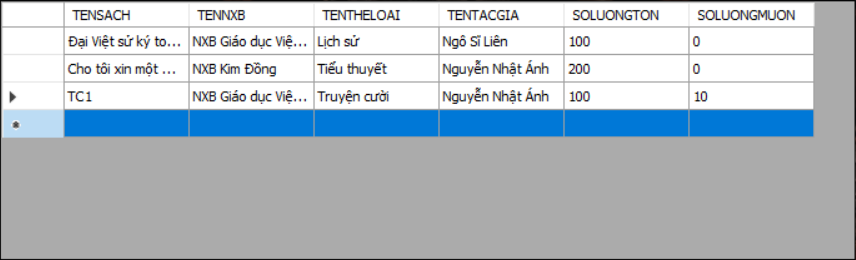 TENSACH TENNXB TENTHELOAI TENTACGIA SOLUONGTON SOLUONGMUON
Đại Việt sử ký to... NXB Giáo dục Việ... Lịch sử Ngô Sĩ Liên 100 0
Cho tôi xin một ... NXB Kim Đồng Tiểu thuyết Nguyễn Nhật Ánh 200 0
TC1 NXB Giáo dục Việ... Truyện cười Nguyễn Nhật Ánh 100 10